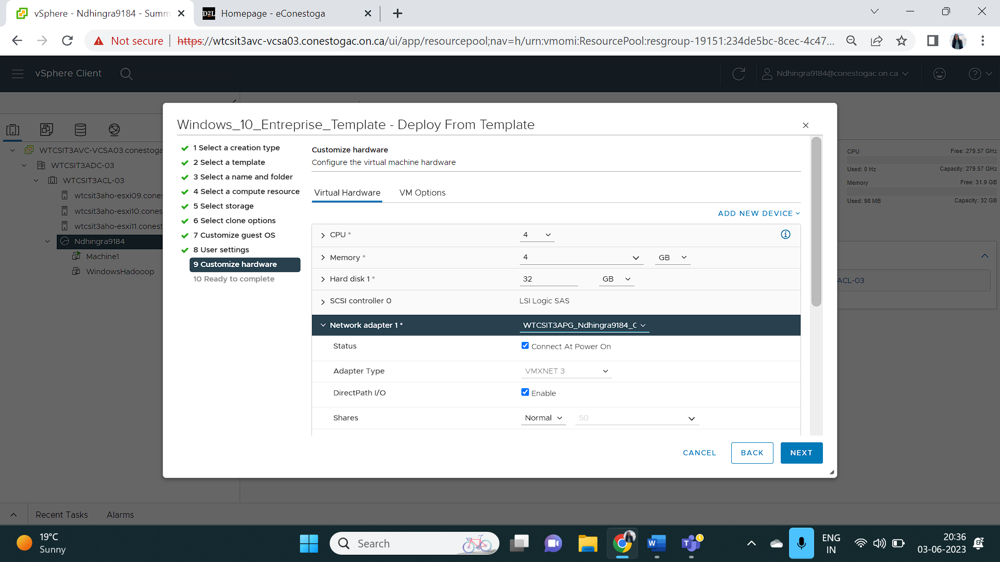 vSphere - Ndhingra9184 - Summ
D2L Homepage - eConestoga
Not secure
https://wtcsit3avc-vcsa03.conestogac.on.ca/ui/app/resourcepool;nav=h/urn:vmomi:ResourcePool:resgroup-19151:234de5bc-8cec-4c47...
vSphere Client
Ndhingra9184@conestogac.on.ca
WTCSIT3AVC-VCSA03.conestoga
WTCSIT3ADC-03
WTCSIT3ACL-03
wtcsit3aho-esxi09.cones
wtcsit3aho-esxi10.cones
wtcsit3aho-esxi11.conest
Ndhingra9184
Machine1
WindowsHadooop
Windows_10_Entreprise_Template - Deploy From Template
1 Select a creation type
2 Select a template
3 Select a name and folder
4 Select a compute resource
5 Select storage
6 Select clone options
7 Customize guest OS
8 User settings
9 Customize hardware
10 Ready to complete
Customize hardware
Configure the virtual machine hardware
Virtual Hardware VM Options
ADD NEW DEVICE
CPU * 4
Memory * 4 GB
Hard disk 1 * 32 GB
SCSI controller 0 LSI Logic SAS
Network adapter 1 * WTCSIT3APG_Ndhingra9184_
Status Connect At Power On
Adapter Type VMXNET 3
DirectPath I/O Enable
Shares Normal 50
CANCEL BACK NEXT
CPU Free: 279.57 GHz
Used: 0 Hz Capacity: 279.57 GHz
Memory Free: 31.9 GB
Used: 98 MB Capacity: 32 GB
ACL-03
Recent Tasks Alarms
19°C
Sunny
Search
ENG
IN
20:36
03-06-2023